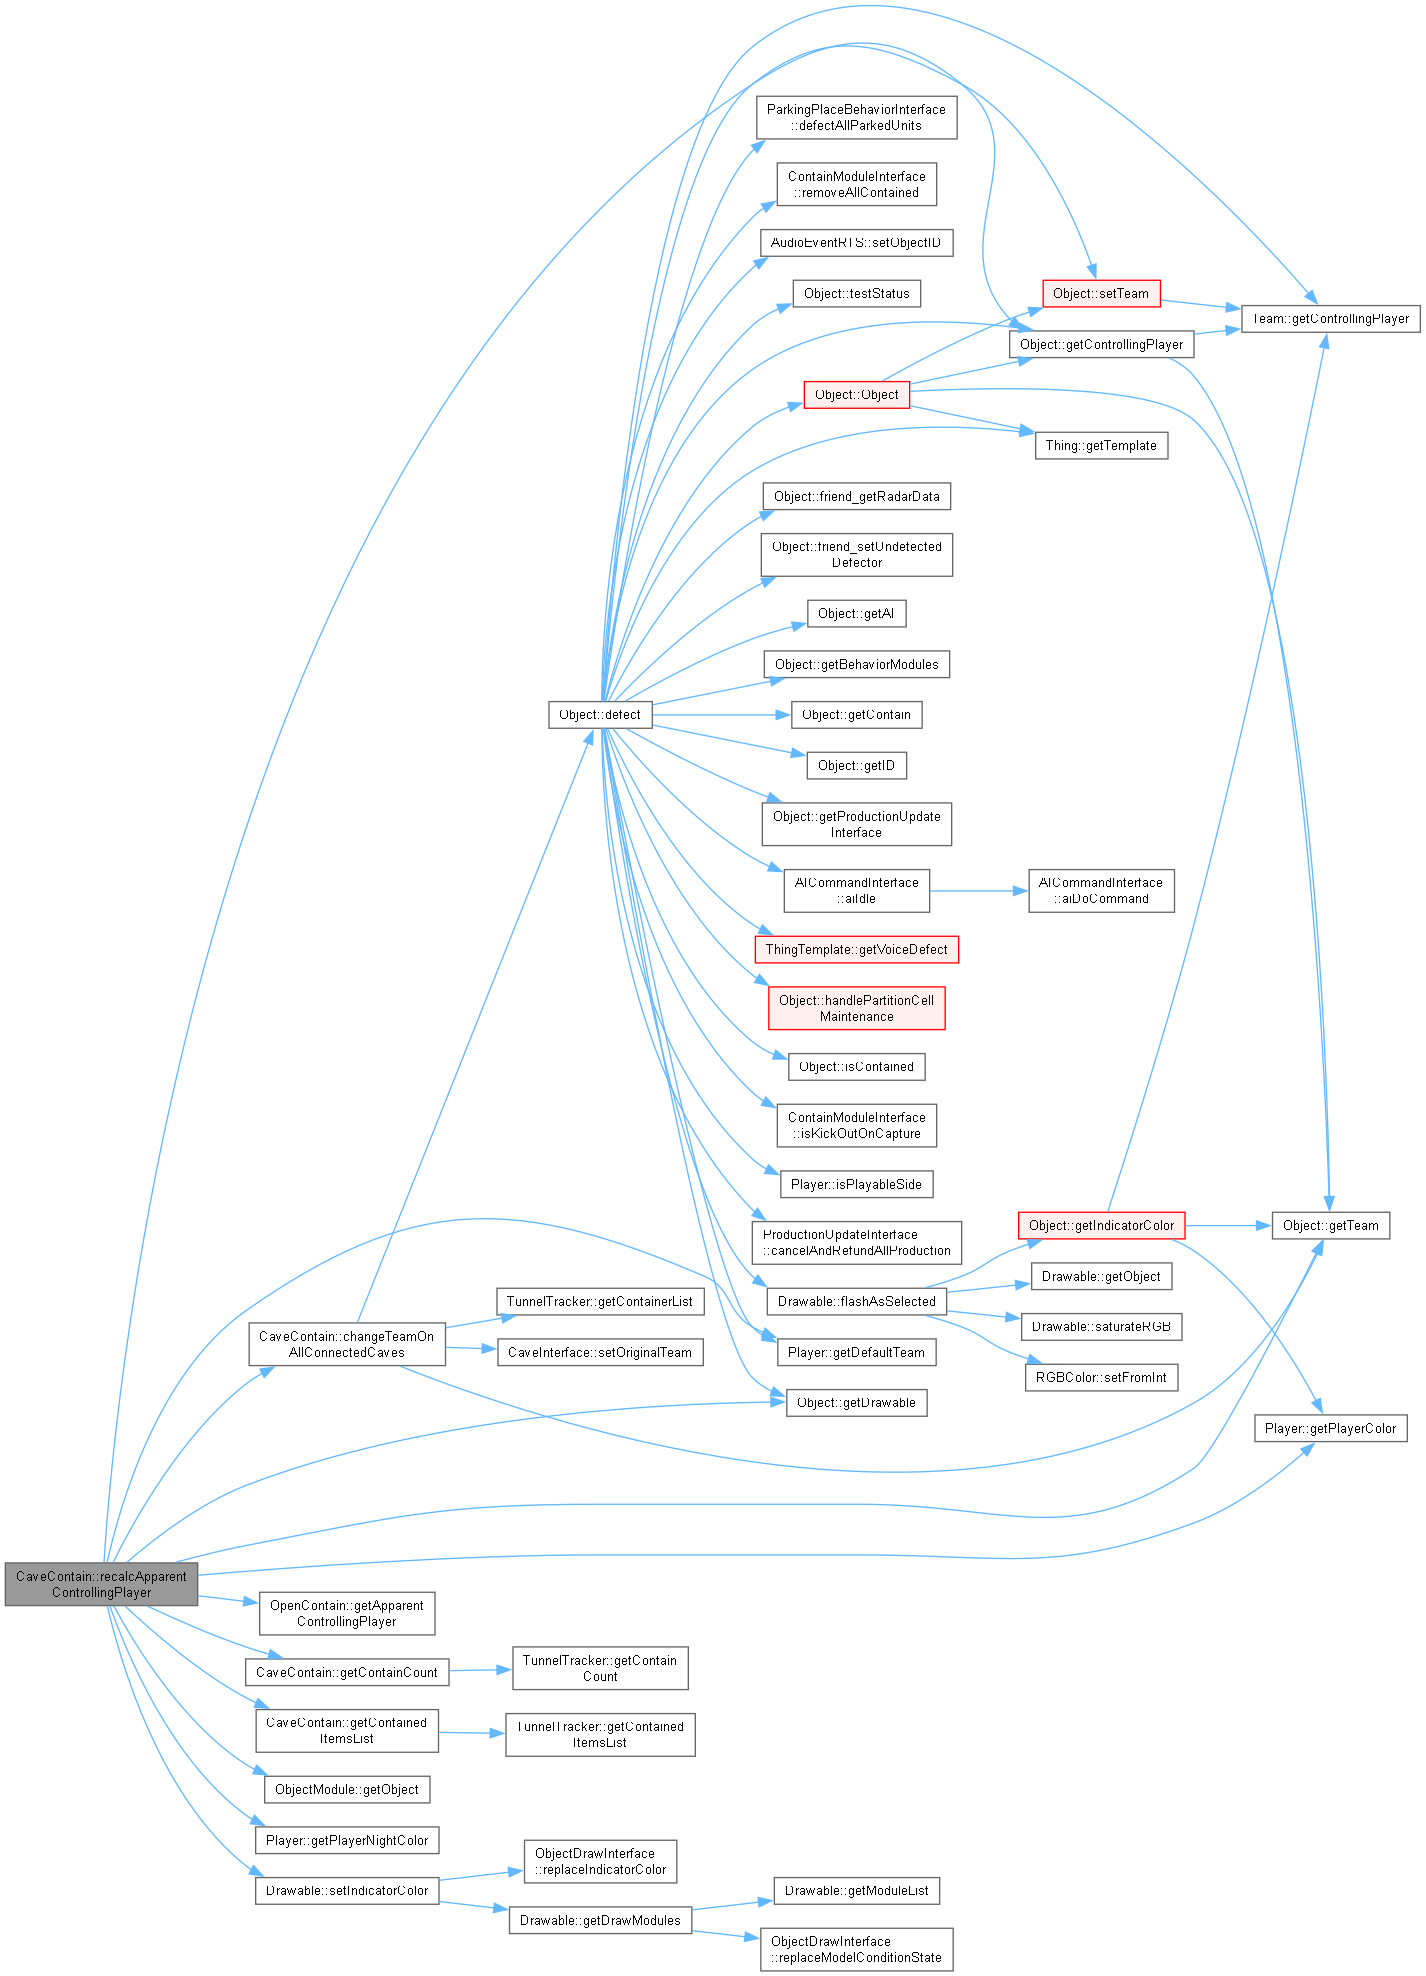 ParkingPlaceBehaviorInterface
::defectAllParkedUnits
ContainModuleInterface
::removeAllContained
AudioEventRTS::setObjectID
Object::testStatus
Object::setTeam
Team::getControllingPlayer
Object::getControllingPlayer
Object::Object
Thing::getTemplate
Object::friend_getRadarData
Object::friend_setUndetected
Defector
Object::getAI
Object::getBehaviorModules
Object::defect
Object::getContain
Object::getID
Object::getProductionUpdate
Interface
AICommandInterface
::aiIdle
AICommandInterface
::aiDoCommand
ThingTemplate::getVoiceDefect
Object::handlePartitionCell
Maintenance
Object::isContained
ContainModuleInterface
::isKickOutOnCapture
Player::isPlayableSide
ProductionUpdateInterface
::cancelAndRefundAllProduction
Object::getIndicatorColor
Object::getTeam
Drawable::getObject
TunnelTracker::getContainerList
Drawable::flashAsSelected
Drawable::saturateRGB
CaveContain::changeTeamOn
AllConnectedCaves
CaveInterface::setOriginalTeam
Player::getDefaultTeam
RGBColor::setFromInt
Object::getDrawable
Player::getPlayerColor
CaveContain::recalcApparent
ControllingPlayer
OpenContain::getApparent
ControllingPlayer
CaveContain::getContainCount
TunnelTracker::getContain
Count
CaveContain::getContained
ItemsList
TunnelTracker::getContained
ItemsList
ObjectModule::getObject
Player::getPlayerNightColor
ObjectDrawInterface
::replaceIndicatorColor
Drawable::setIndicatorColor
Drawable::getModuleList
Drawable::getDrawModules
ObjectDrawInterface
::replaceModelConditionState